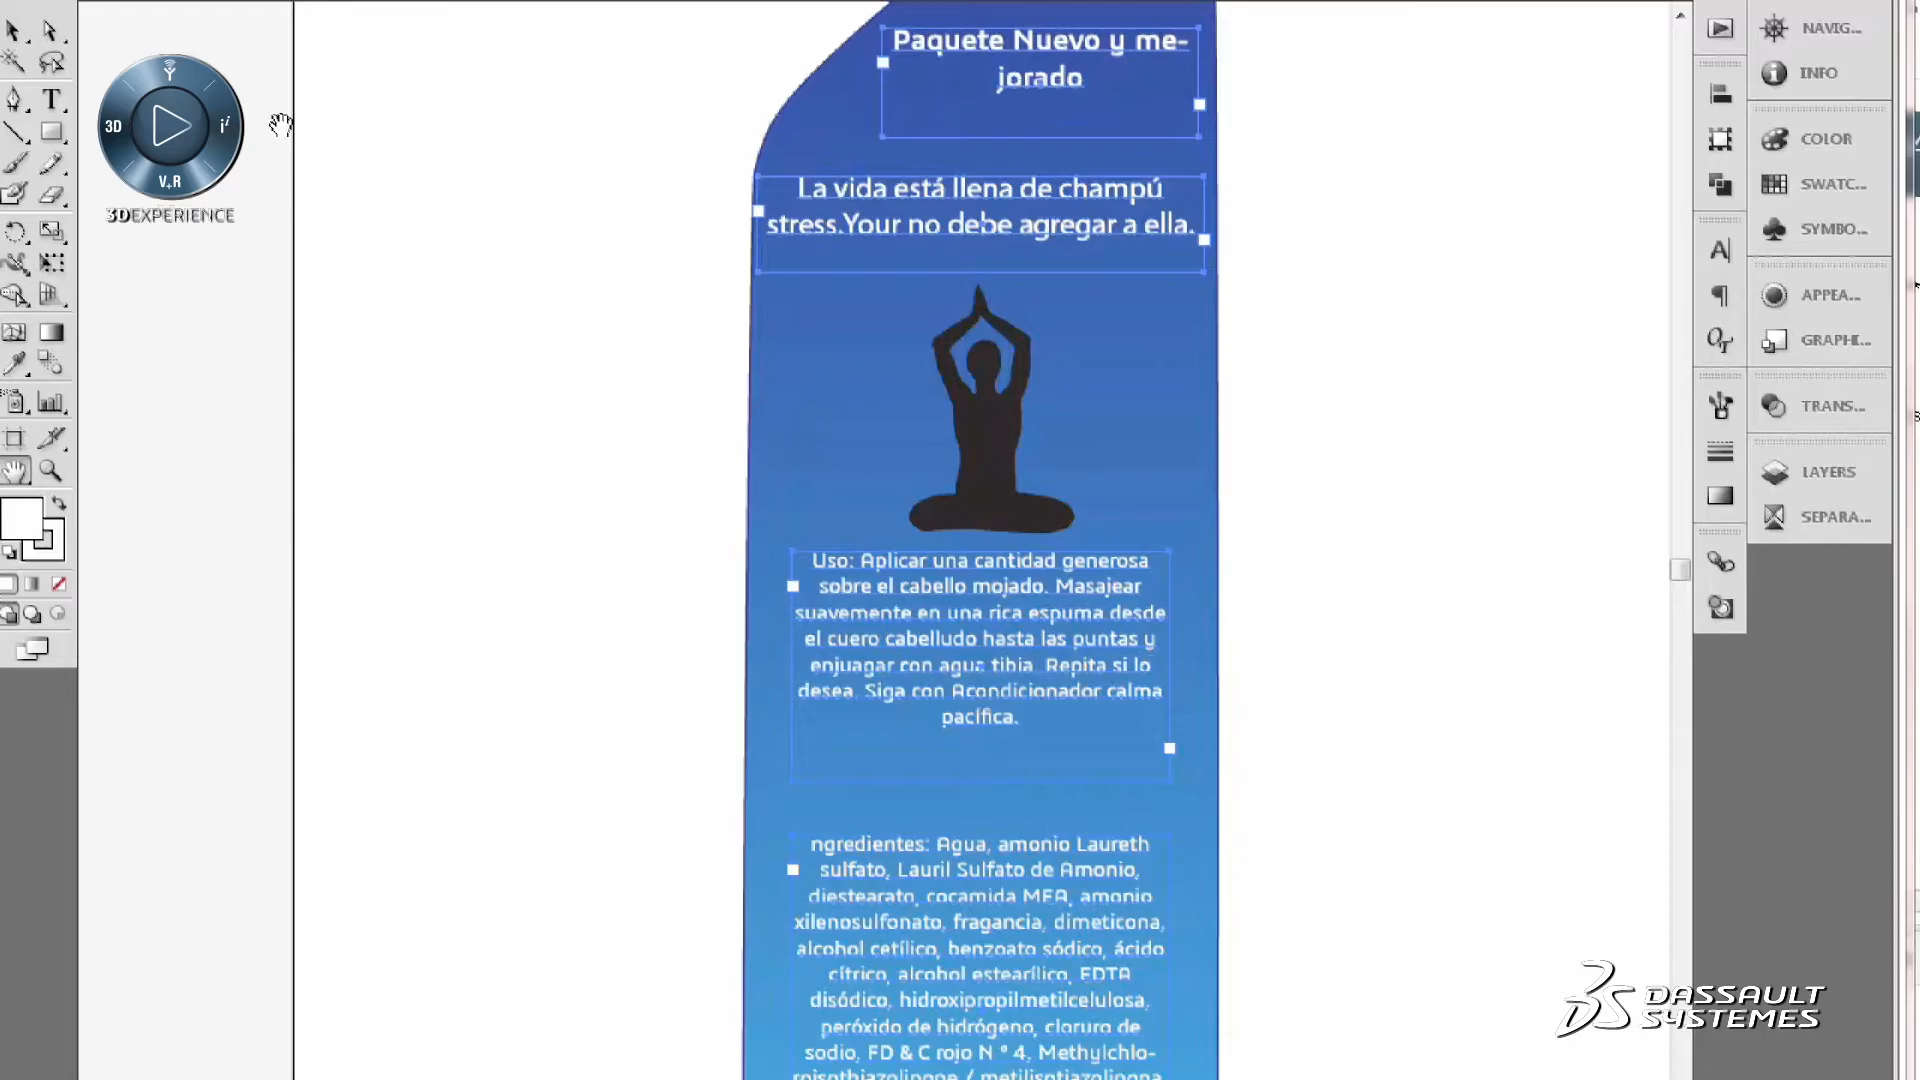 3D
i
V+R
3DEXPERIENCE
Paquete Nuevo y me-
jorado
La vida está llena de champú
stress.Your no debe agregar a ella.
Uso: Aplicar una cantidad generosa
sobre el cabello mojado. Masajear
suavemente en una rica espuma desde
el cuero cabelludo hasta las puntas y
enjuagar con agua tibia. Repita si lo
desea. Siga con Acondicionador calma
pacífica.
ngredientes: Agua, amonio Laureth
sulfato, Lauril Sulfato de Amonio,
diestearato, cocamida MEA, amonio
xilenosulfonato, fragancia, dimeticona,
alcohol cetílico, benzoato sódico, ácido
cítrico, alcohol estearílico, EDTA
disódico, hidroxipropilmetilcelulosa,
peróxido de hidrógeno, cloruro de
sodio, FD & C rojo N º 4, Methylchlo-
roisothiazolinone / metilisotiazolinona
NAVIG...
INFO
COLOR
SWATC...
SYMBO...
APPEA...
GRAPH...
TRANS...
LAYERS
SEPARA...
DASSAULT
SYSTEMES